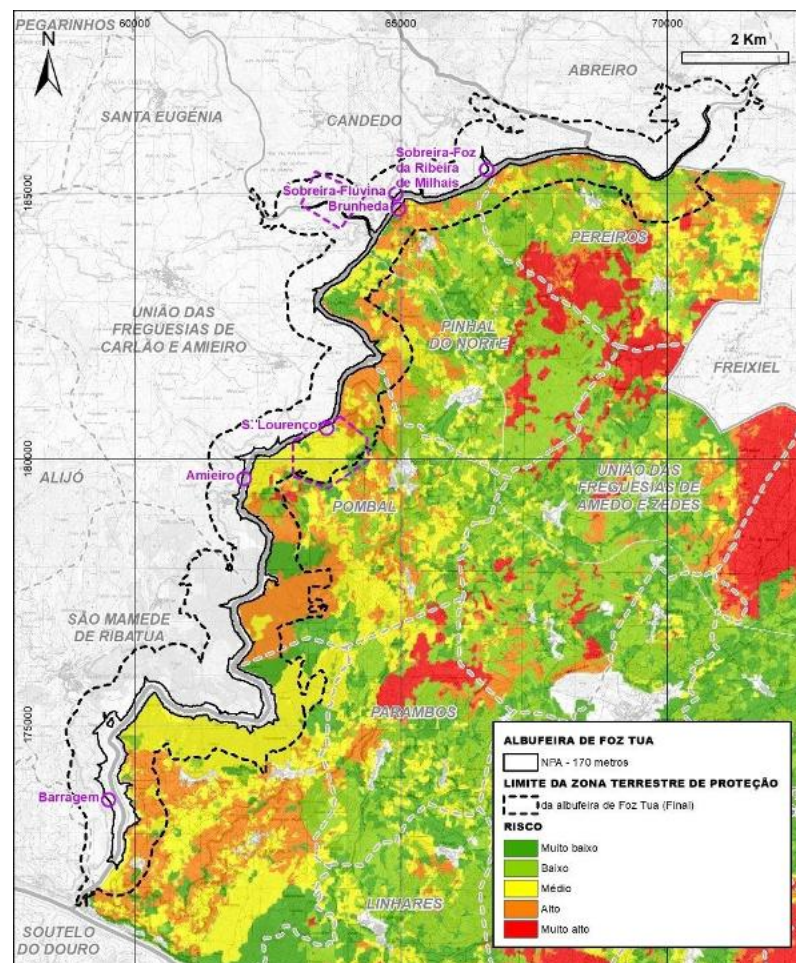 60000
65000
70000
PEGARINHOS
N
2 Km
ABREIRO
SANTA EUGÉNIA
CANDEDO
Sobreira-Foz
da Ribeira
de Milhais
185000
Sobreira-Fluvina
Brunheda
PEREIROS
UNIÃO DAS
FREGUESIAS DE
CARLÃO E AMIEIRO
PINHAL
DO NORTE
FREIXIEL
S. Lourenço
180000
ALIJÓ
Amieiro
POMBAL
UNIÃO DAS
FREGUESIAS DE
AMEDO E ZEDES
SÃO MAMEDE
DE RIBATUA
175000
PARAMBOS
Barragem
LINHARES
SOUTELO
DO DOURO
ALBUFEIRA DE FOZ TUA
NPA - 170 metros
LIMITE DA ZONA TERRESTRE DE PROTEÇÃO
da albufeira de Foz Tua (Final)
RISCO
Muito baixo
Baixo
Médio
Alto
Muito alto